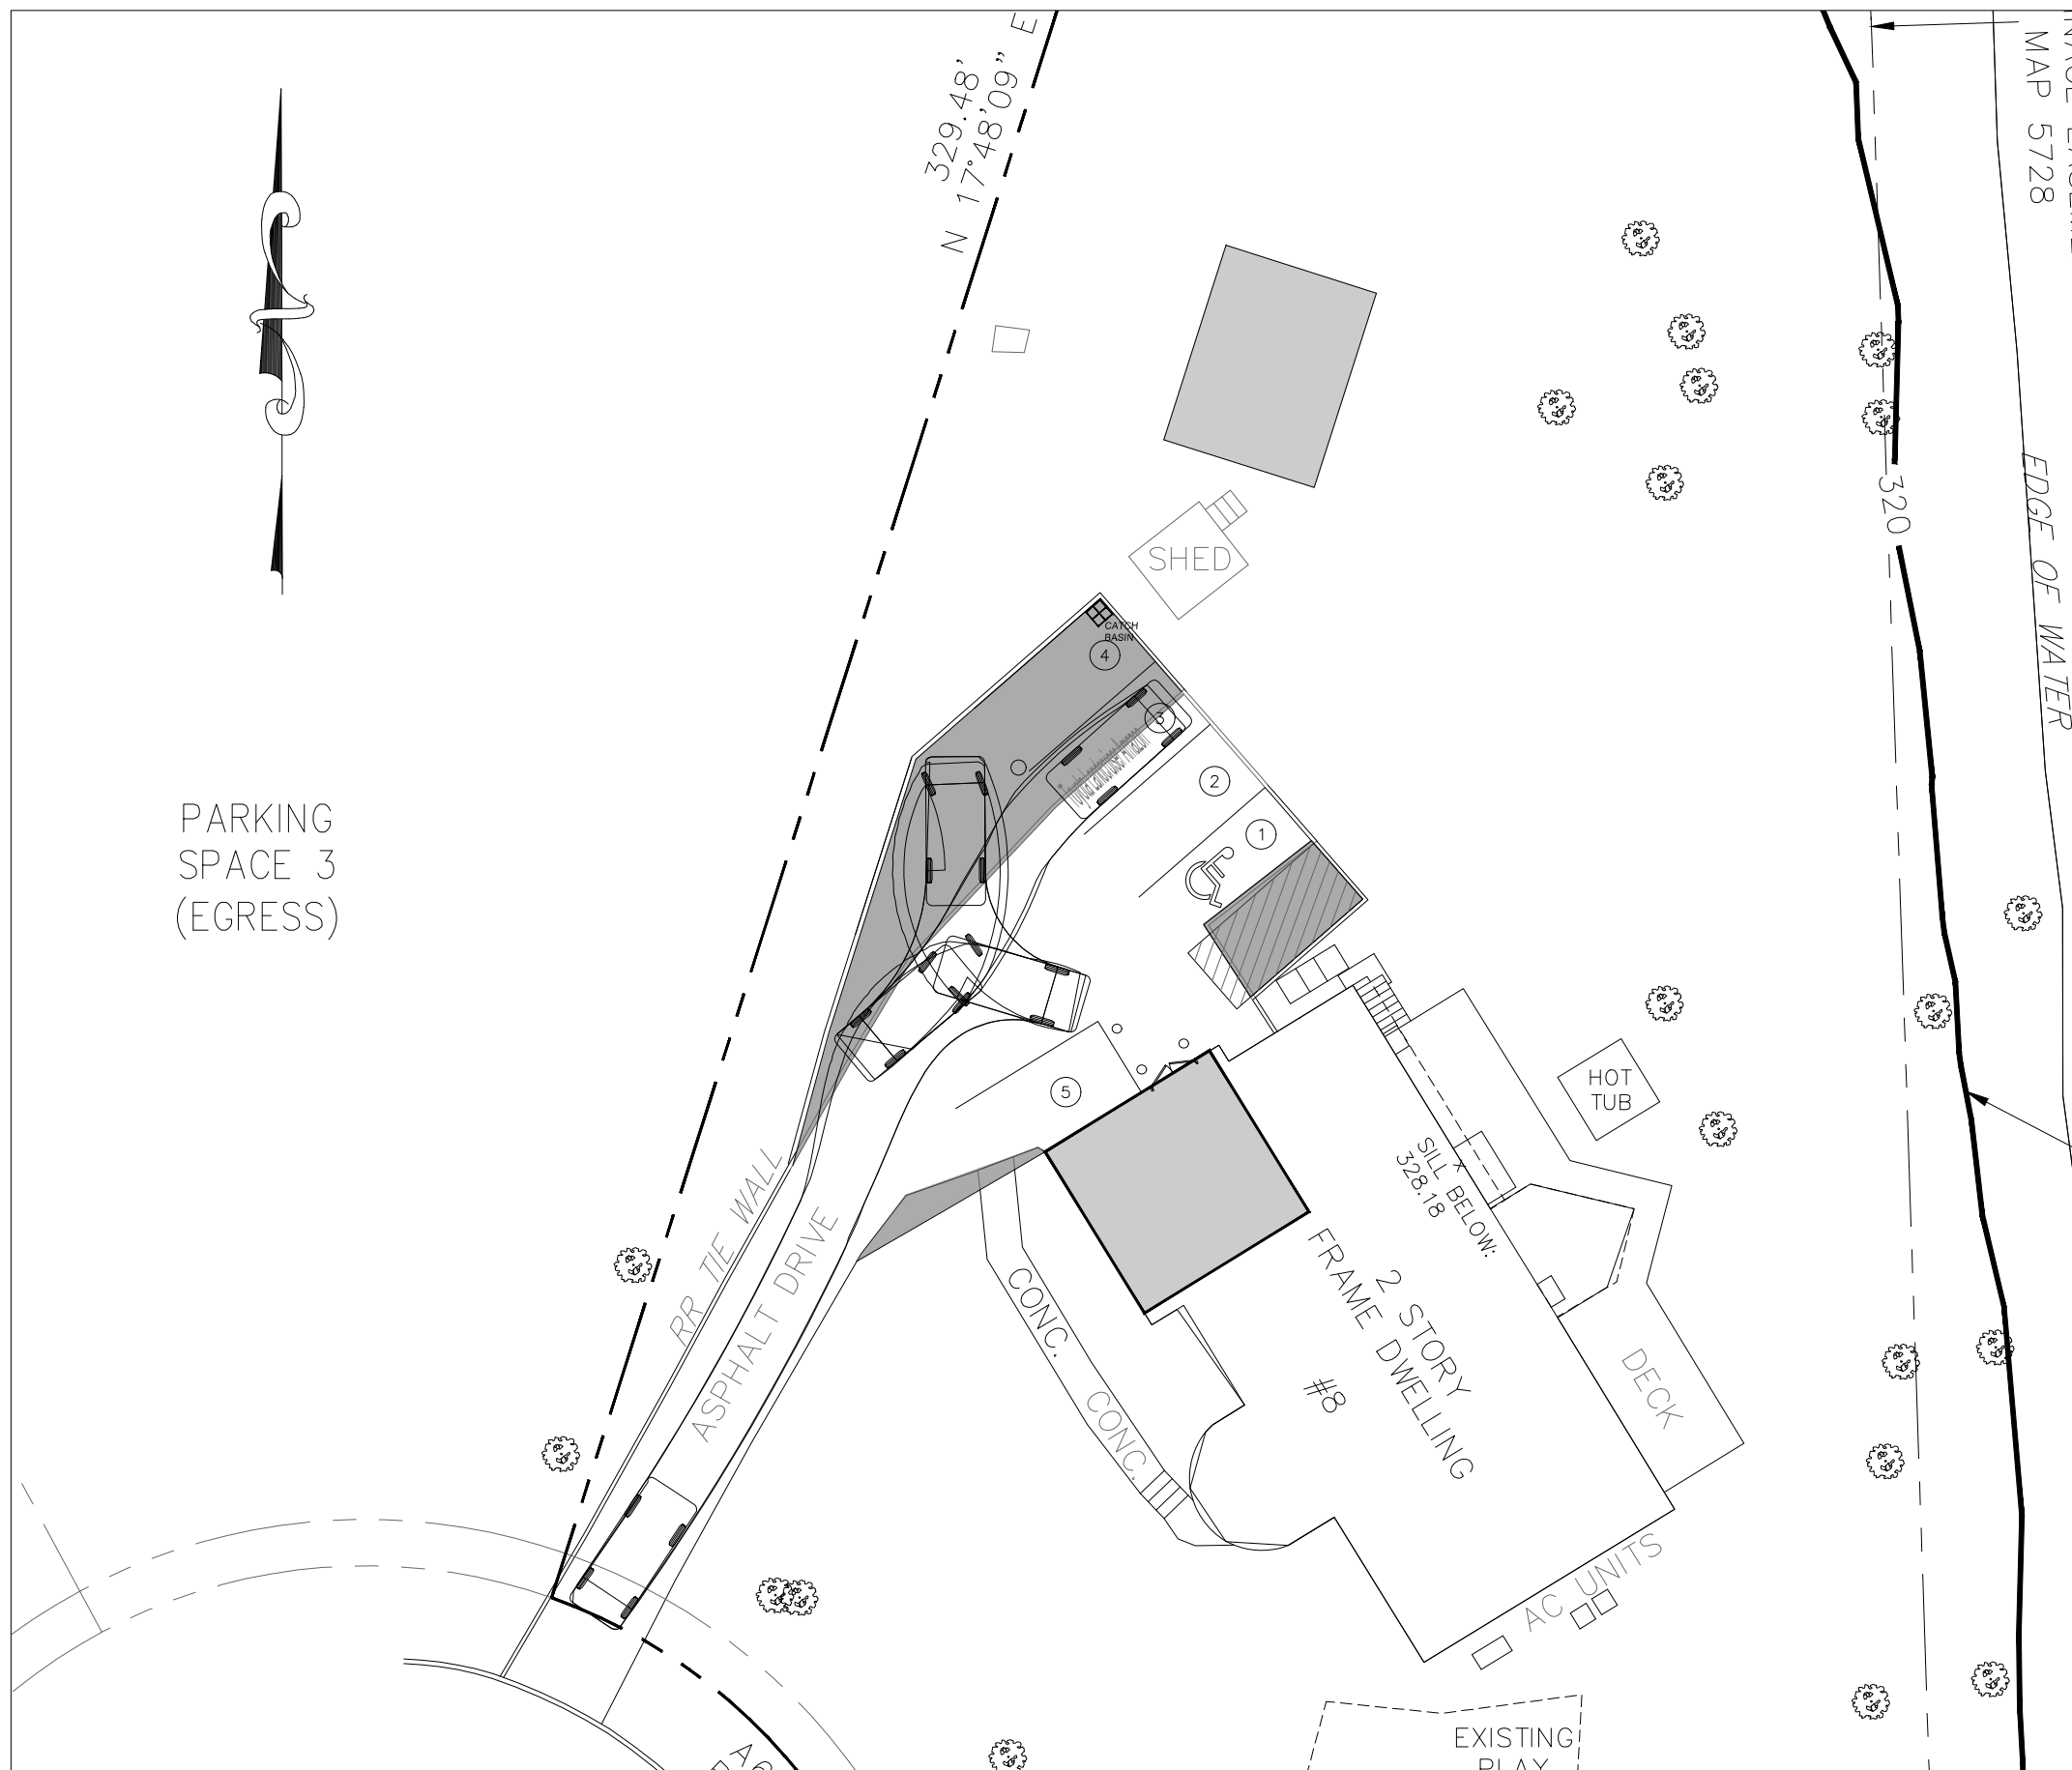 329.48'
N 17°48'09" E
MAP 5728
320
EDGE OF WATER
SHED
CATCH
BASIN
4
3
2
1
5
PARKING
SPACE 3
(EGRESS)
HOT
TUB
SILL BELOW:
328.18
RR TIE WALL
ASPHALT DRIVE
CONC.
CONC.
2 STORY
FRAME DWELLING
#8
DECK
AC UNITS
EXISTING
PLAY